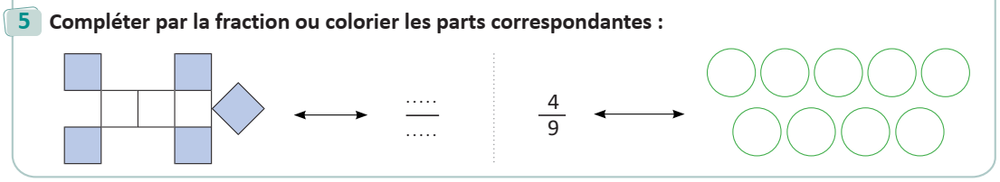 5 Compléter par la fraction ou colorier les parts correspondantes :
.....
.....
4
9